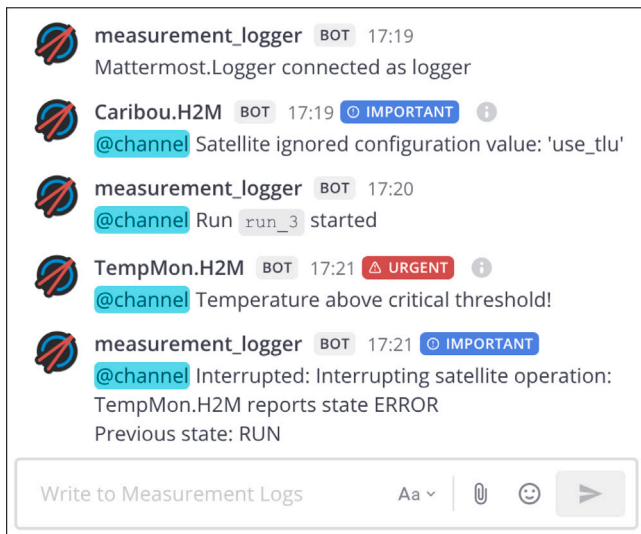 measurement_logger BOT 17:19
Mattermost.Logger connected as logger
Caribou.H2M BOT 17:19 IMPORTANT
@channel Satellite ignored configuration value: 'use_tlu'
measurement_logger BOT 17:20
@channel Run run_3 started
TempMon.H2M BOT 17:21 URGENT
@channel Temperature above critical threshold!
measurement_logger BOT 17:21 IMPORTANT
@channel Interrupted: Interrupting satellite operation:
TempMon.H2M reports state ERROR
Previous state: RUN
Write to Measurement Logs Aa